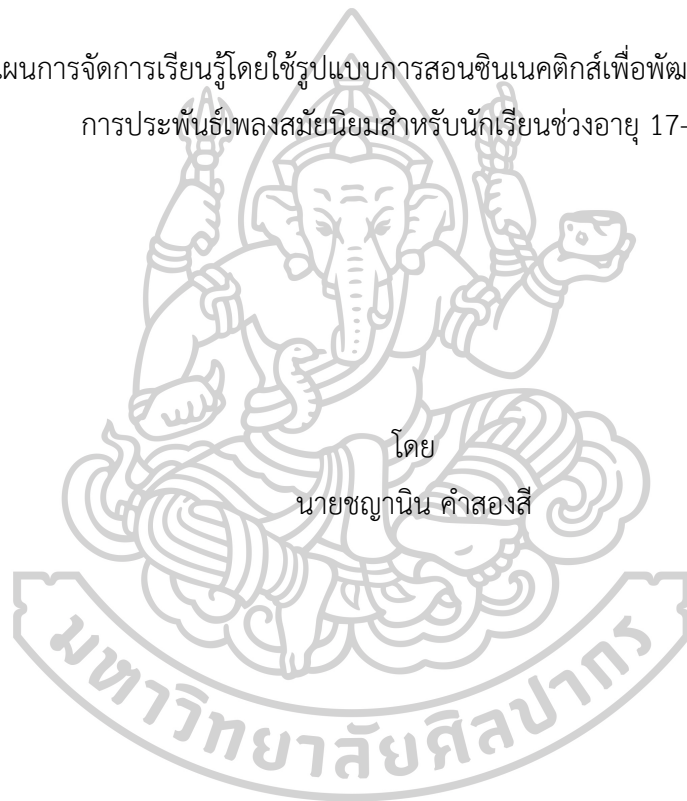 ผนการจัดการเรียนรู้โดยใช้รูปแบบการสอนซินเนคติกส์เพื่อพัฒ
การประพันธ์เพลงสมัยนิยมสำหรับนักเรียนช่วงอายุ 17-
โดย
นายชญานิน คำสองสี
มหาวิทยาลัยศิลปากร